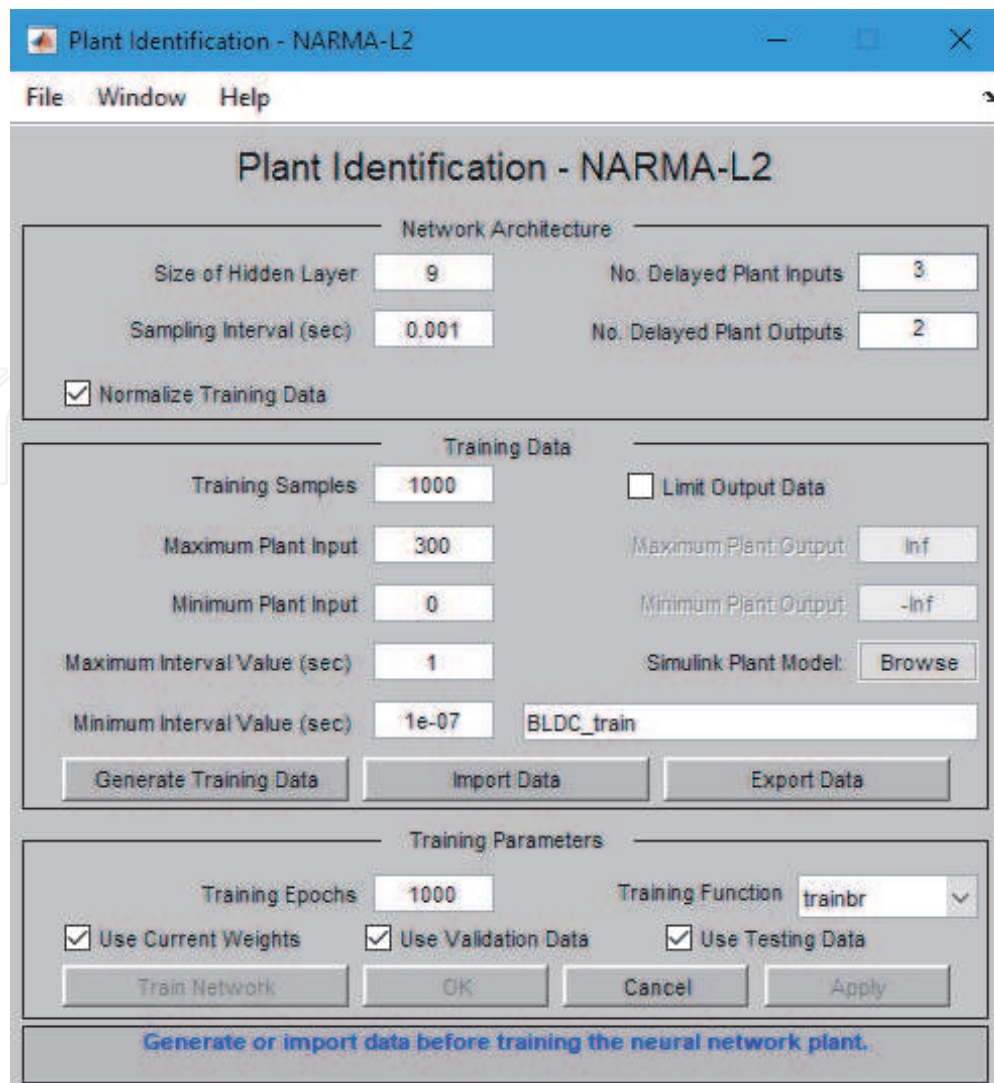 Plant Identification - NARMA-L2
File Window Help
Plant Identification - NARMA-L2
Network Architecture
Size of Hidden Layer 9 No. Delayed Plant Inputs 3
Sampling Interval (sec) 0.001 No. Delayed Plant Outputs 2
Normalize Training Data
Training Data
Training Samples 1000 Limit Output Data
Maximum Plant Input 300 Maximum Plant Output Inf
Minimum Plant Input 0 Minimum Plant Output -Inf
Maximum Interval Value (sec) 1 Simulink Plant Model: Browse
Minimum Interval Value (sec) 1e-07 BLDC_train
Generate Training Data Import Data Export Data
Training Parameters
Training Epochs 1000 Training Function trainbr
Use Current Weights Use Validation Data Use Testing Data
Train Network OK Cancel Apply
Generate or import data before training the neural network plant.